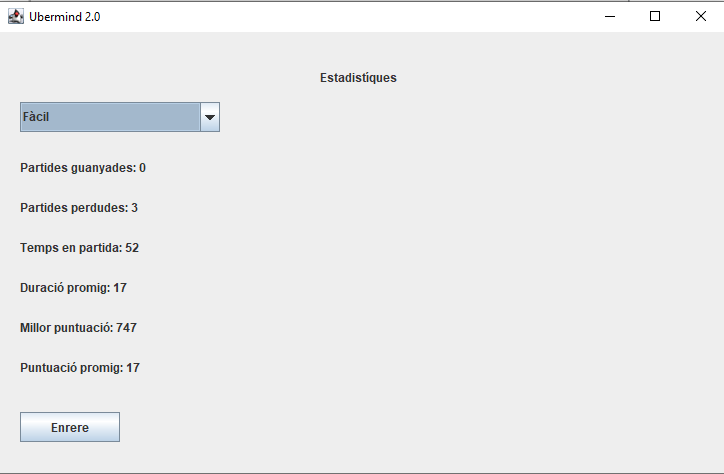 Ubermind 2.0
Estadistíques
Fàcil
Partides guanyades: 0
Partides perdudes: 3
Temps en partida: 52
Duració promig: 17
Millor puntuació: 747
Puntuació promig: 17
Enrere